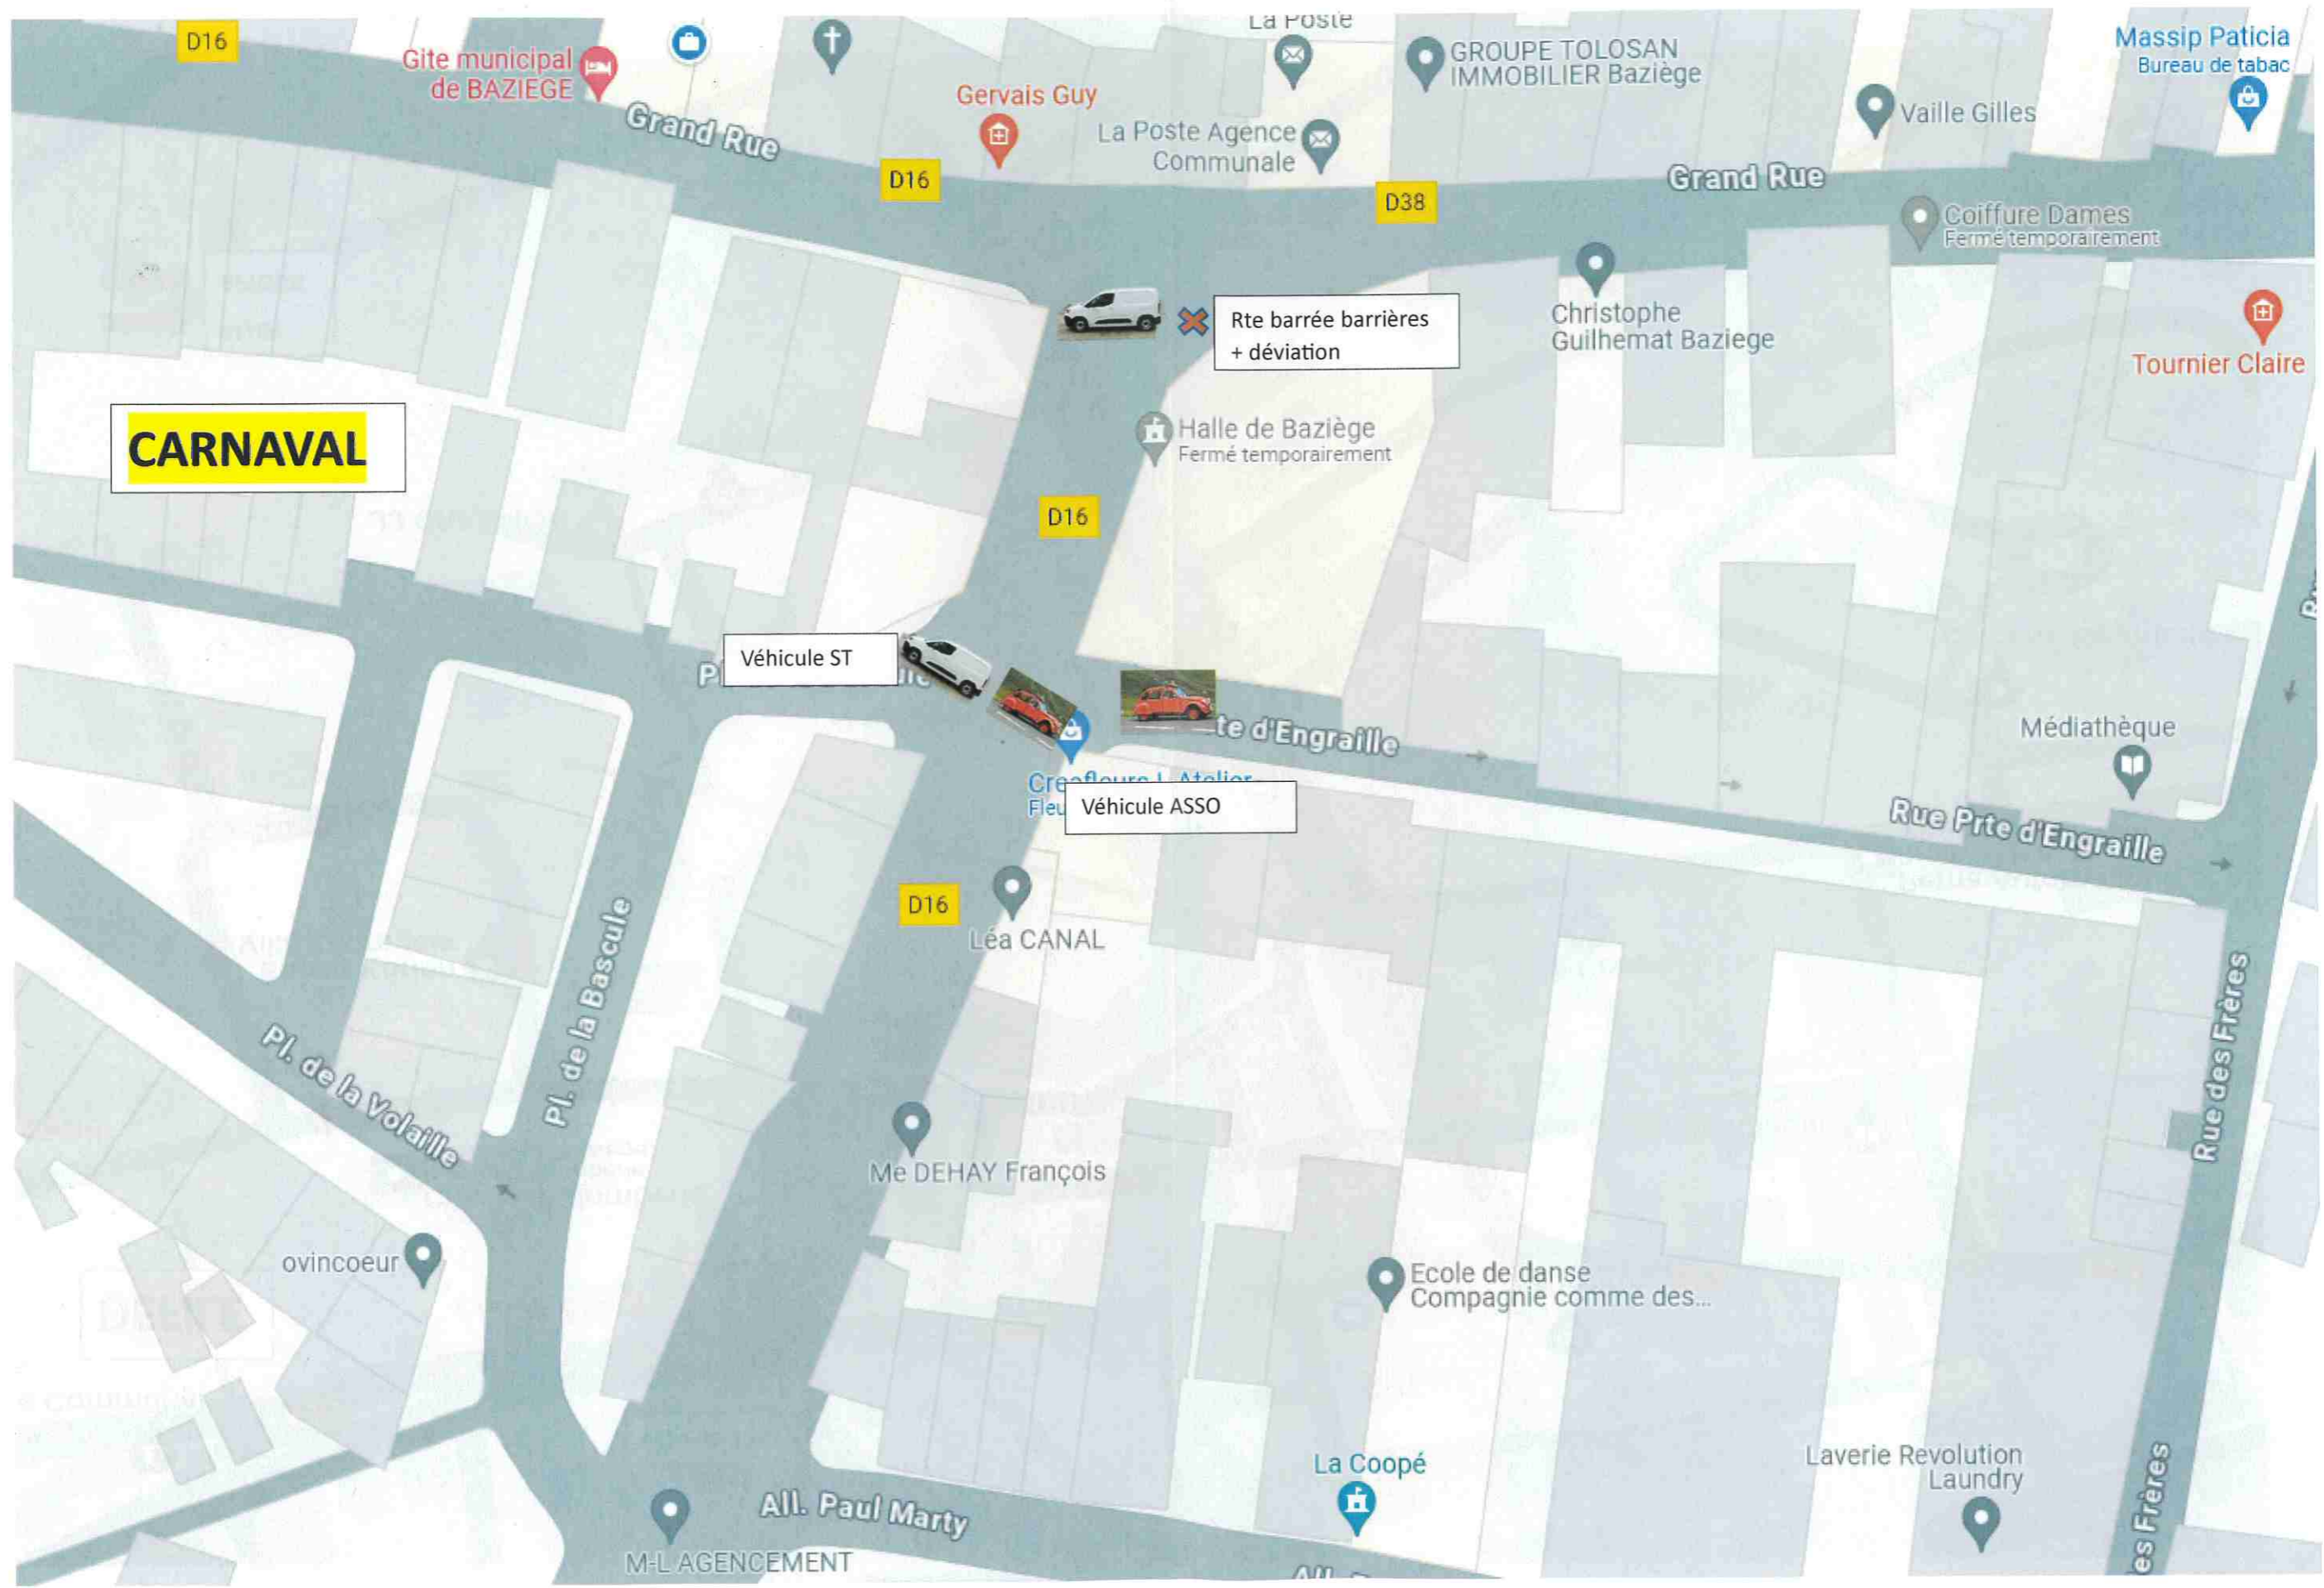 La Poste
D16
Gite municipal
de BAZIEGE
GROUPE TOLOSAN
IMMOBILIER Baziège
Massip Paticia
Bureau de tabac
Gervais Guy
Grand Rue
La Poste Agence
Communale
Vaille Gilles
D16
D38
Grand Rue
Coiffure Dames
Fermé temporairement
Rte barrée barrières
+ déviation
Christophe
Guilhemat Baziege
Tournier Claire
CARNAVAL
Halle de Baziège
Fermé temporairement
D16
Véhicule ST
te d'Engraille
Médiathèque
Véhicule ASSO
Rue Prte d'Engraille
D16
Léa CANAL
Pl. de la Bascule
Rue des Frères
Pl. de la Volaille
Me DEHAY François
ovincoeur
Ecole de danse
Compagnie comme des...
La Coopé
Laverie Revolution
Laundry
All. Paul Marty
es Frères
M-L AGENCEMENT